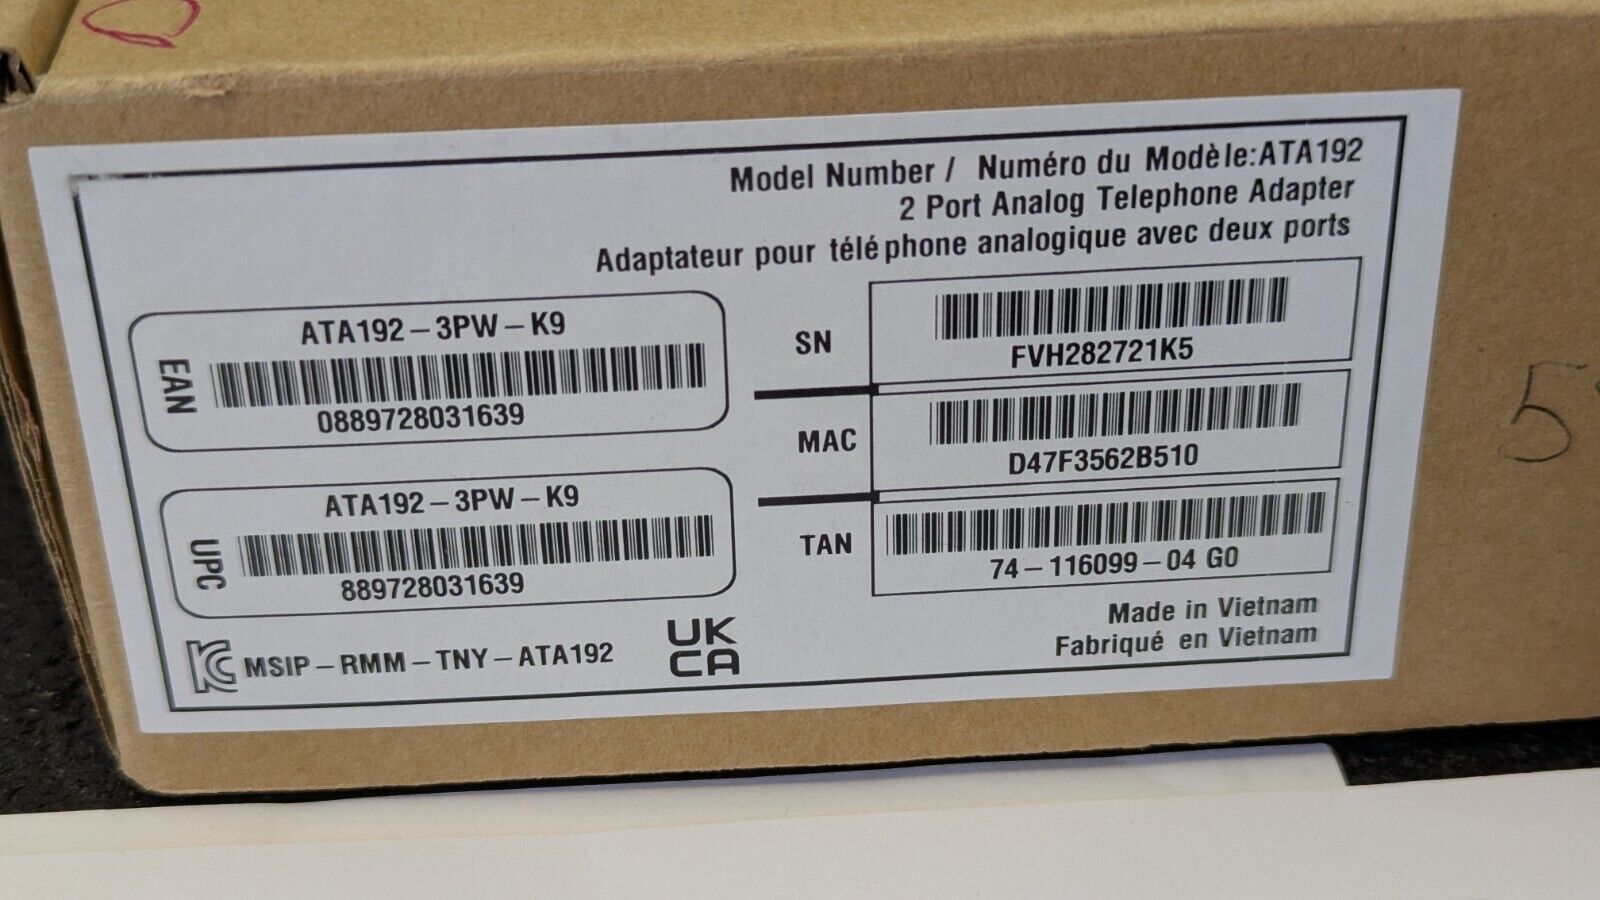 Model Number / Numéro du Modèle:ATA192
2 Port Analog Telephone Adapter
Adaptateur pour téléphone analogique avec deux ports
EAN
ATA192-3PW-K9
0889728031639
UPC
ATA192-3PW-K9
889728031639
SN
FVH282721K5
MAC
D47F3562B510
TAN
74-116099-04 G0
MSIP-RMM-TNY-ATA192
UK
CA
Made in Vietnam
Fabriqué en Vietnam
5